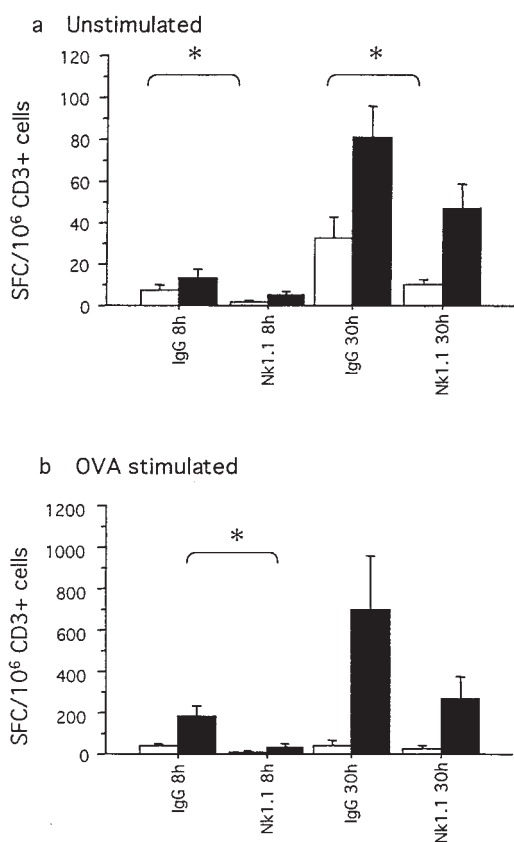 a Unstimulated
* *
120
100
80
60
40
20
0
SFC/10⁶ CD3+ cells
IgG 8h
Nk1.1 8h
IgG 30h
Nk1.1 30h
b OVA stimulated
*
1200
1000
800
600
400
200
0
SFC/10⁶ CD3+ cells
IgG 8h
Nk1.1 8h
IgG 30h
Nk1.1 30h